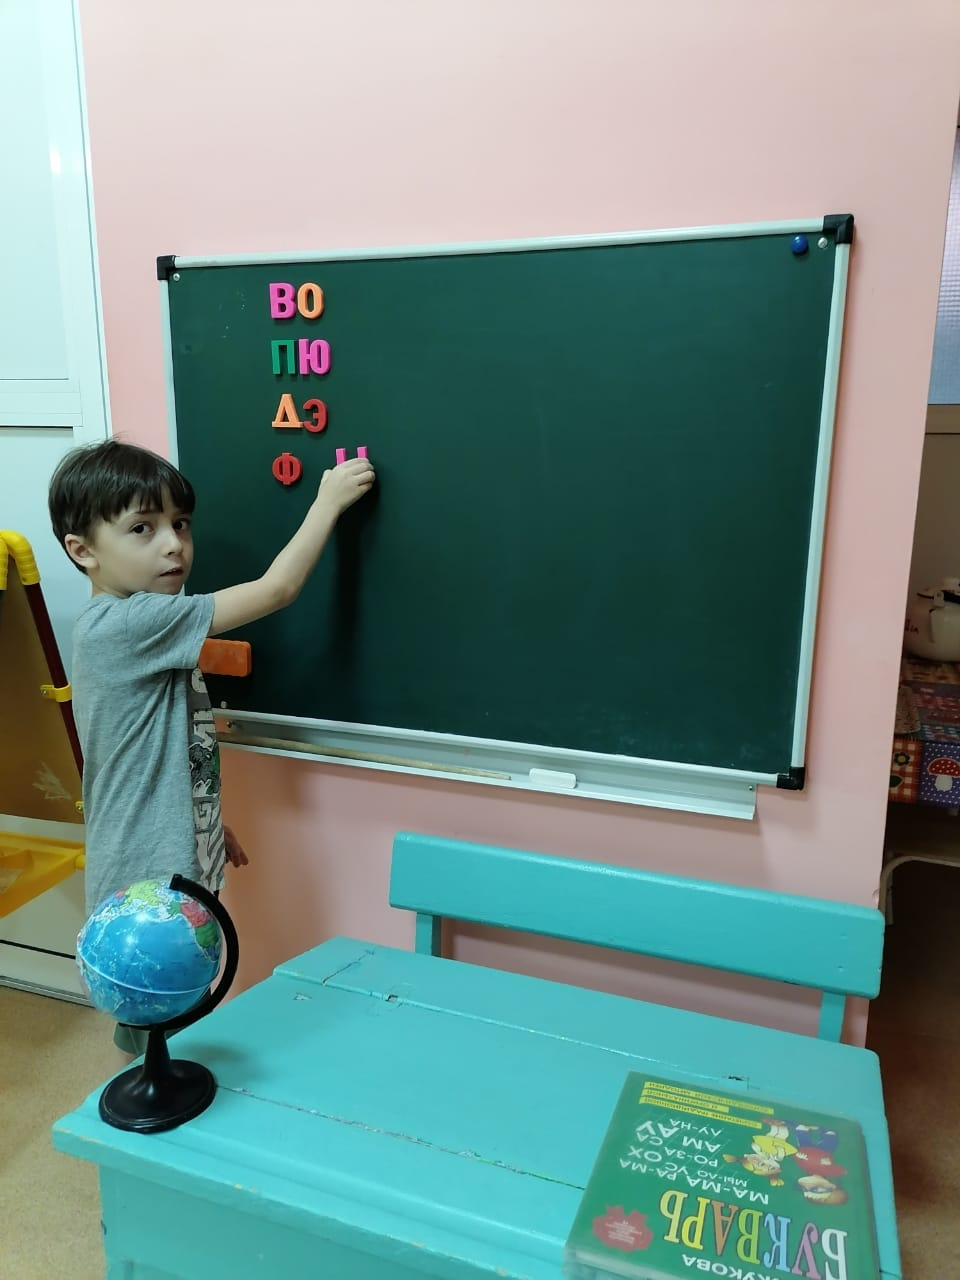 ВО
ПЮ
ДЭ
Ф
ЖУКОВА
БУКВАРЬ
МА-МА РА-МА
МЫ-ЛО УС
РО-ЗА ОХ
АМ СА
ЛУ-НА АУ